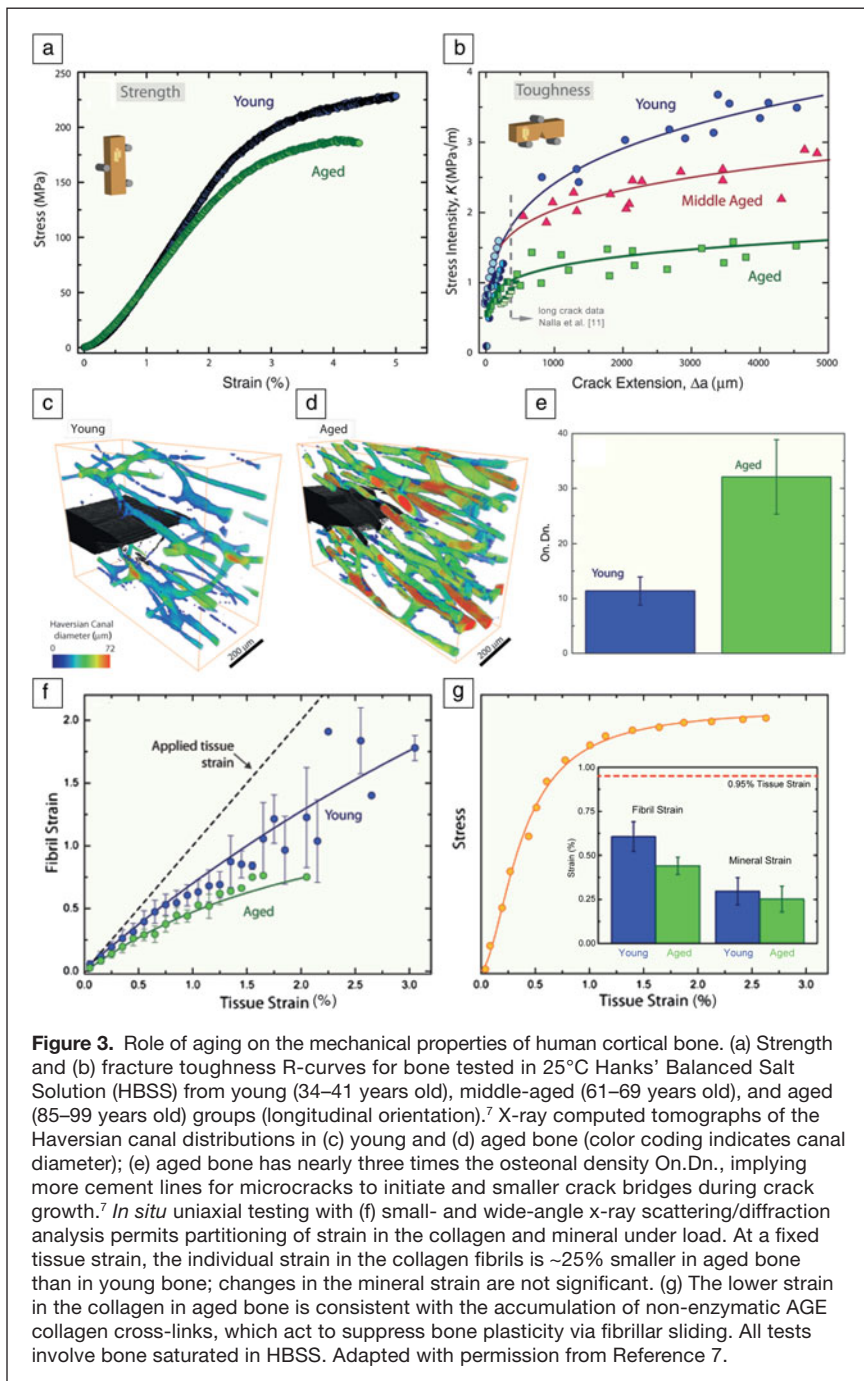 a
Strength
Young
Aged
250
225
200
175
150
125
100
75
50
25
0
Stress (MPa)
0 1 2 3 4 5
Strain (%)
b
Toughness
Young
Middle Aged
Aged
long crack data
Nalla et al. [11]
4
3
2
1
0
Stress Intensity, K (MPa√m)
0 1000 2000 3000 4000 5000
Crack Extension, Δa (μm)
c
Young
Haversian Canal
diameter (μm)
0 72
200 μm
d
Aged
200 μm
e
40
30
20
10
0
On. Dn.
Young
Aged
f
2.0
1.5
1.0
0.5
0.0
Fibril Strain
Applied tissue
strain
Young
Aged
0.0 0.5 1.0 1.5 2.0 2.5 3.0
Tissue Strain (%)
g
Stress
1.00
0.75
0.50
0.25
0.00
Strain (%)
0.95% Tissue Strain
Fibril Strain
Mineral Strain
Young Aged Young Aged
0.0 0.5 1.0 1.5 2.0 2.5 3.0
Tissue Strain (%)
Figure 3. Role of aging on the mechanical properties of human cortical bone. (a) Strength
and (b) fracture toughness R-curves for bone tested in 25°C Hanks’ Balanced Salt
Solution (HBSS) from young (34–41 years old), middle-aged (61–69 years old), and aged
(85–99 years old) groups (longitudinal orientation).7 X-ray computed tomographs of the
Haversian canal distributions in (c) young and (d) aged bone (color coding indicates canal
diameter); (e) aged bone has nearly three times the osteonal density On.Dn., implying
more cement lines for microcracks to initiate and smaller crack bridges during crack
growth.7 In situ uniaxial testing with (f) small- and wide-angle x-ray scattering/diffraction
analysis permits partitioning of strain in the collagen and mineral under load. At a fixed
tissue strain, the individual strain in the collagen fibrils is ~25% smaller in aged bone
than in young bone; changes in the mineral strain are not significant. (g) The lower strain
in the collagen in aged bone is consistent with the accumulation of non-enzymatic AGE
collagen cross-links, which act to suppress bone plasticity via fibrillar sliding. All tests
involve bone saturated in HBSS. Adapted with permission from Reference 7.